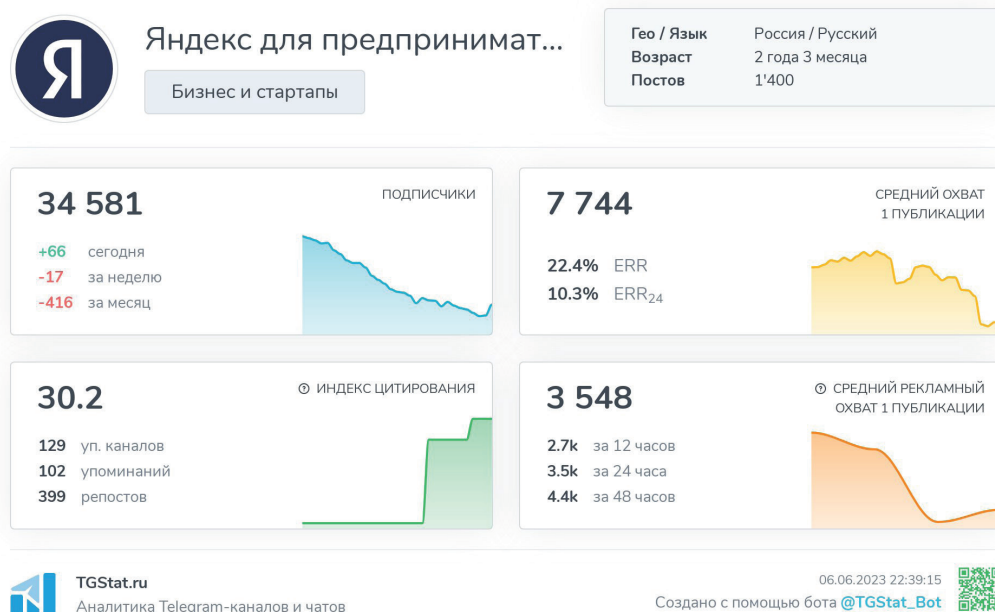 Я
Яндекс для предпринимат...
Бизнес и стартапы
Гео / Язык Россия / Русский
Возраст 2 года 3 месяца
Постов 1'400
34 581
ПОДПИСЧИКИ
+66 сегодня
-17 за неделю
-416 за месяц
7 744
СРЕДНИЙ ОХВАТ
1 ПУБЛИКАЦИИ
22.4% ERR
10.3% ERR24
30.2
ИНДЕКС ЦИТИРОВАНИЯ
129 уп. каналов
102 упоминаний
399 репостов
3 548
СРЕДНИЙ РЕКЛАМНЫЙ
ОХВАТ 1 ПУБЛИКАЦИИ
2.7k за 12 часов
3.5k за 24 часа
4.4k за 48 часов
TGStat.ru
Аналитика Telegram-каналов и чатов
06.06.2023 22:39:15
Создано с помощью бота @TGStat_Bot